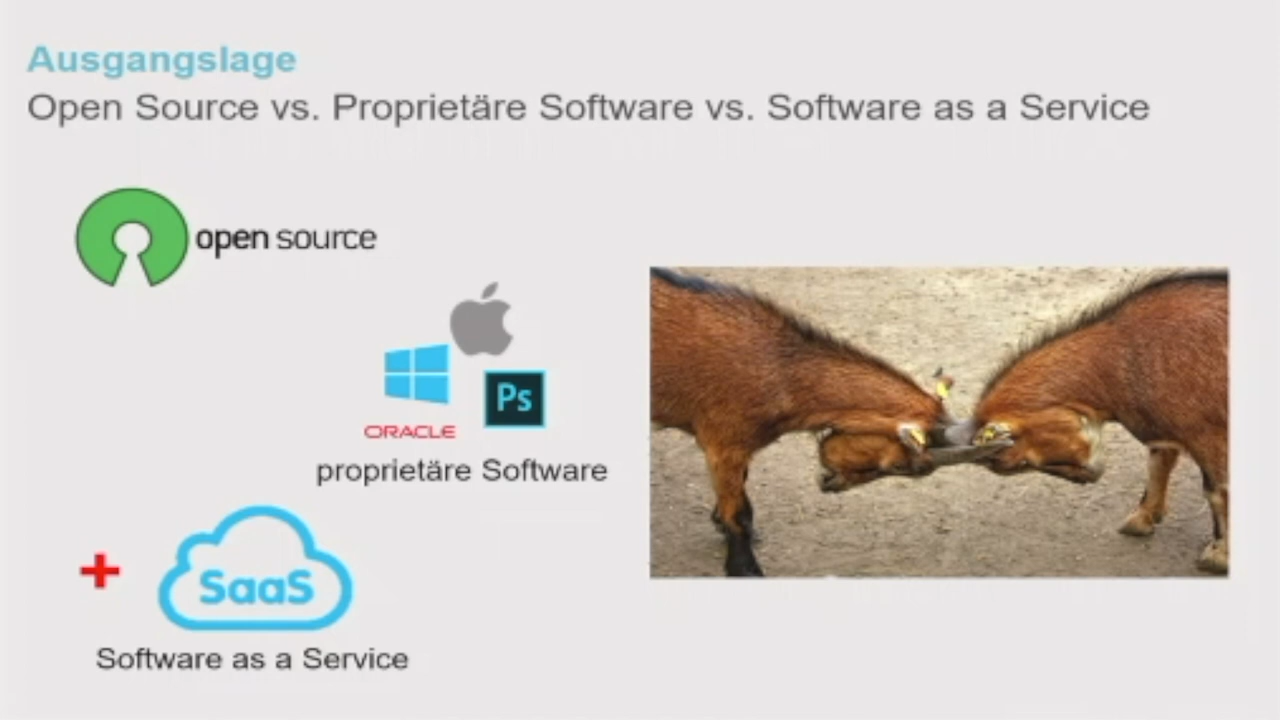 Ausgangslage
Open Source vs. Proprietäre Software vs. Software as a Service
open source
Ps
ORACLE
proprietäre Software
+
SaaS
Software as a Service